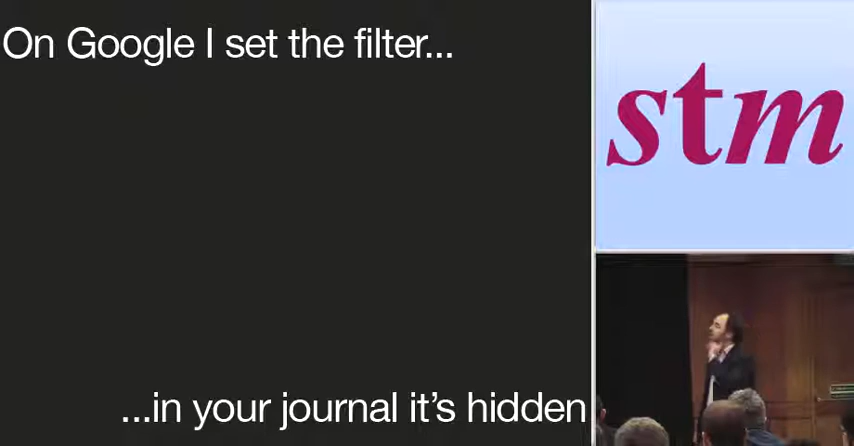 On Google I set the filter...
stm
...in your journal it's hidden